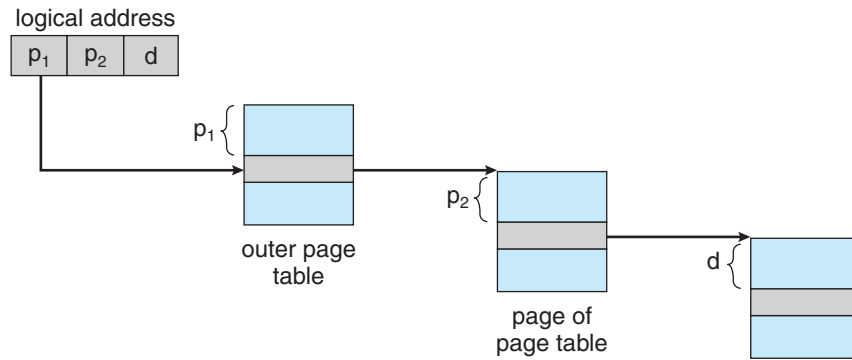 logical address
p₁ p₂ d
p₁
outer page
table
p₂
page of
page table
d